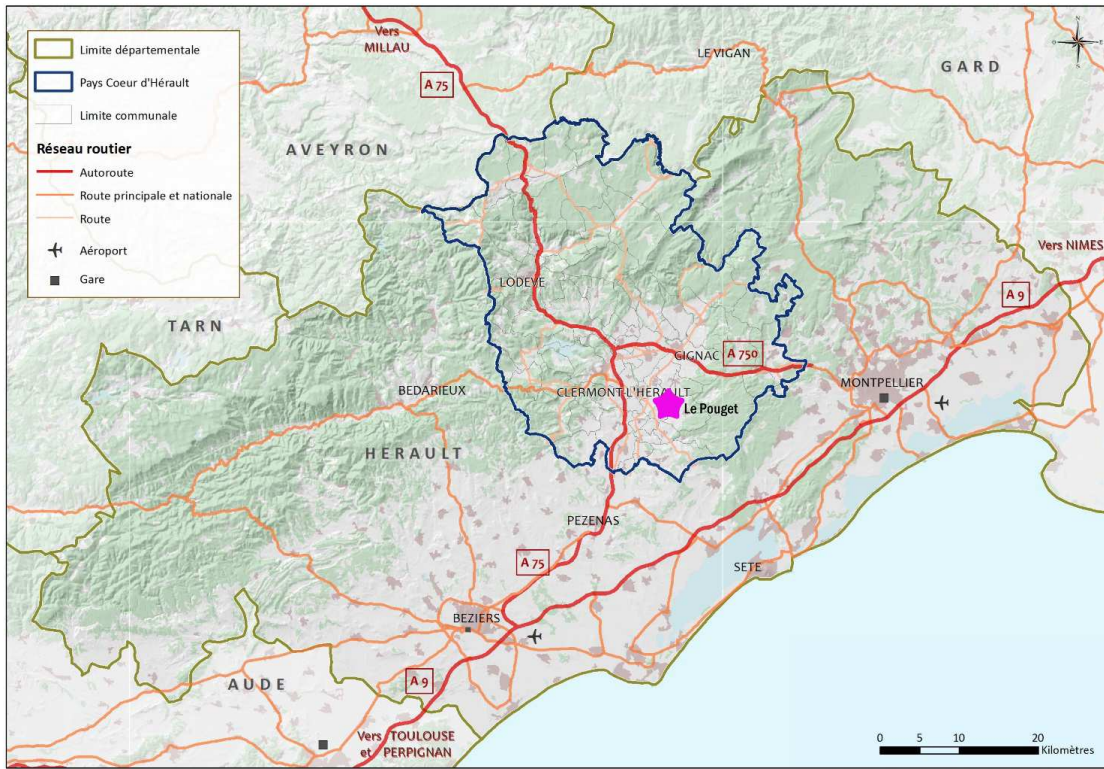 Limite départementale
Pays Coeur d'Hérault
Limite communale
Réseau routier
Autoroute
Route principale et nationale
Route
Aéroport
Gare
Vers
MILLAU
A 75
LE VIGAN
GARD
N
O
E
S
AVEYRON
Vers NIMES
A 9
LODEVE
TARN
GIGNAC
A 750
MONTPELLIER
BEDARIEUX
CLERMONT-L'HERAULT
Le Pouget
HERAULT
PEZENAS
A 75
SETE
BEZIERS
A 9
AUDE
Vers TOULOUSE
et PERPIGNAN
0 5 10 20
Kilomètres